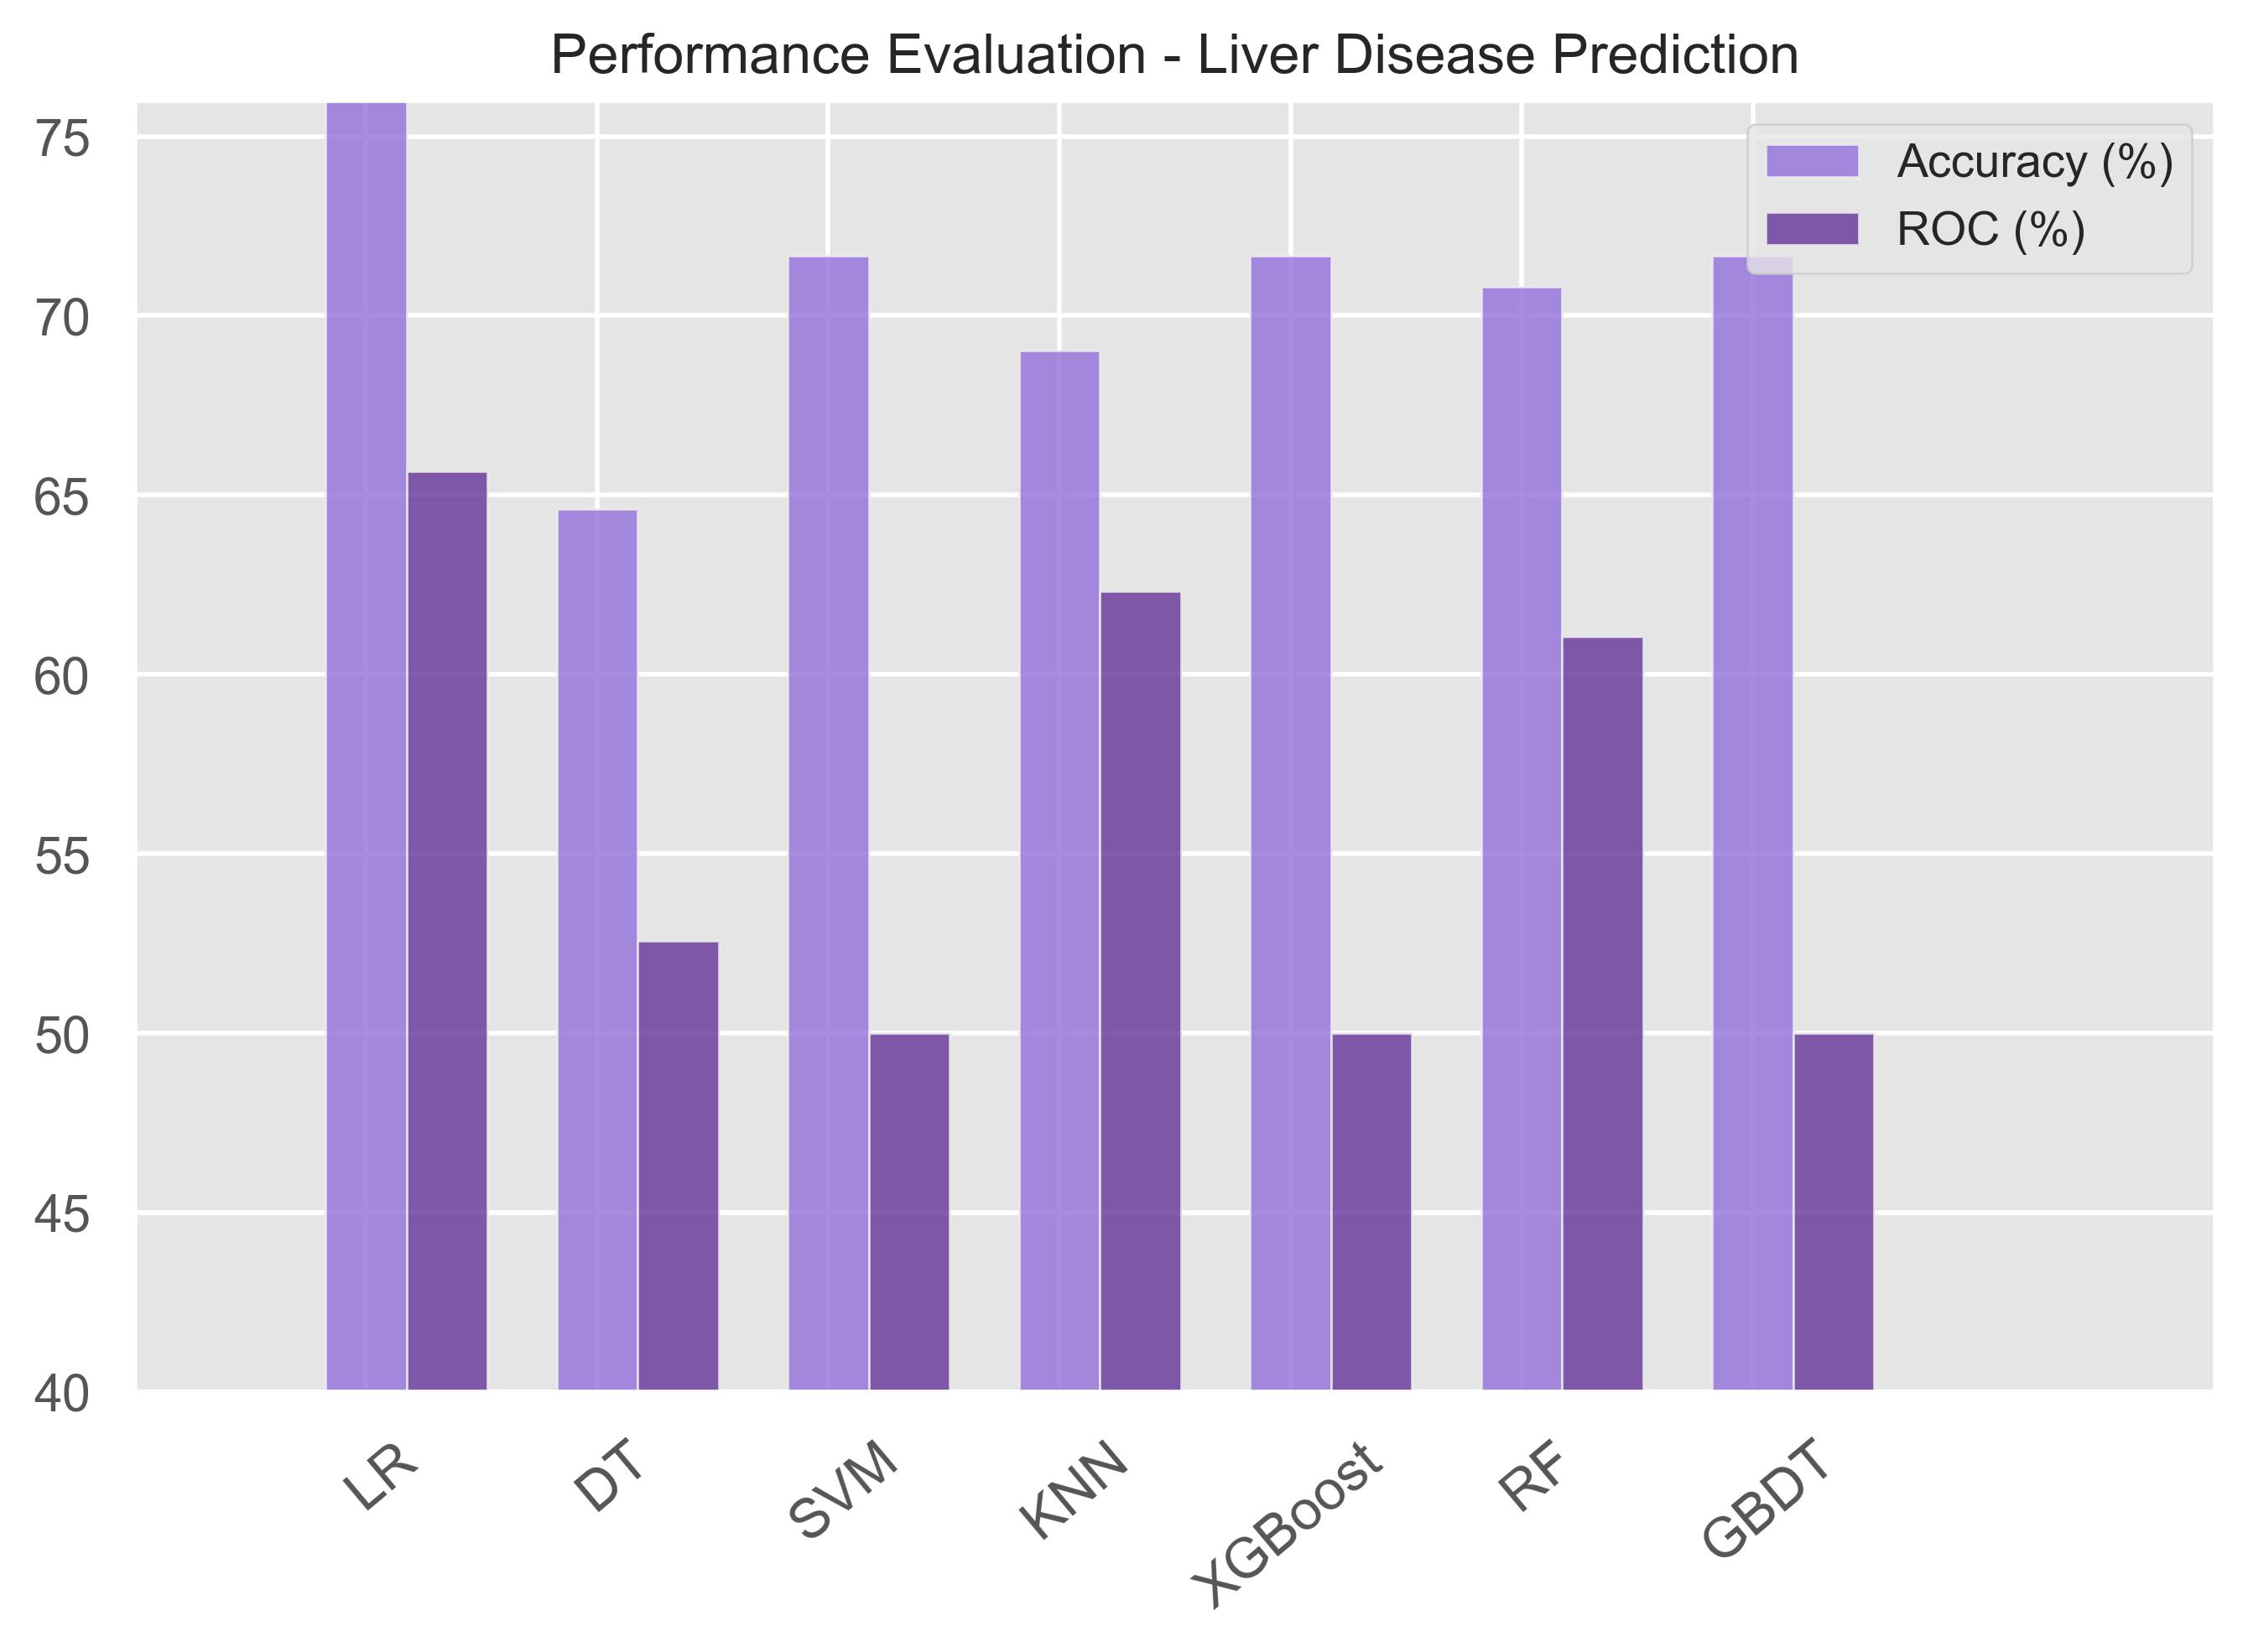 Performance Evaluation - Liver Disease Prediction
75
70
65
60
55
50
45
40
Accuracy (%)
ROC (%)
LR
DT
SVM
KNN
XGBoost
RF
GBDT